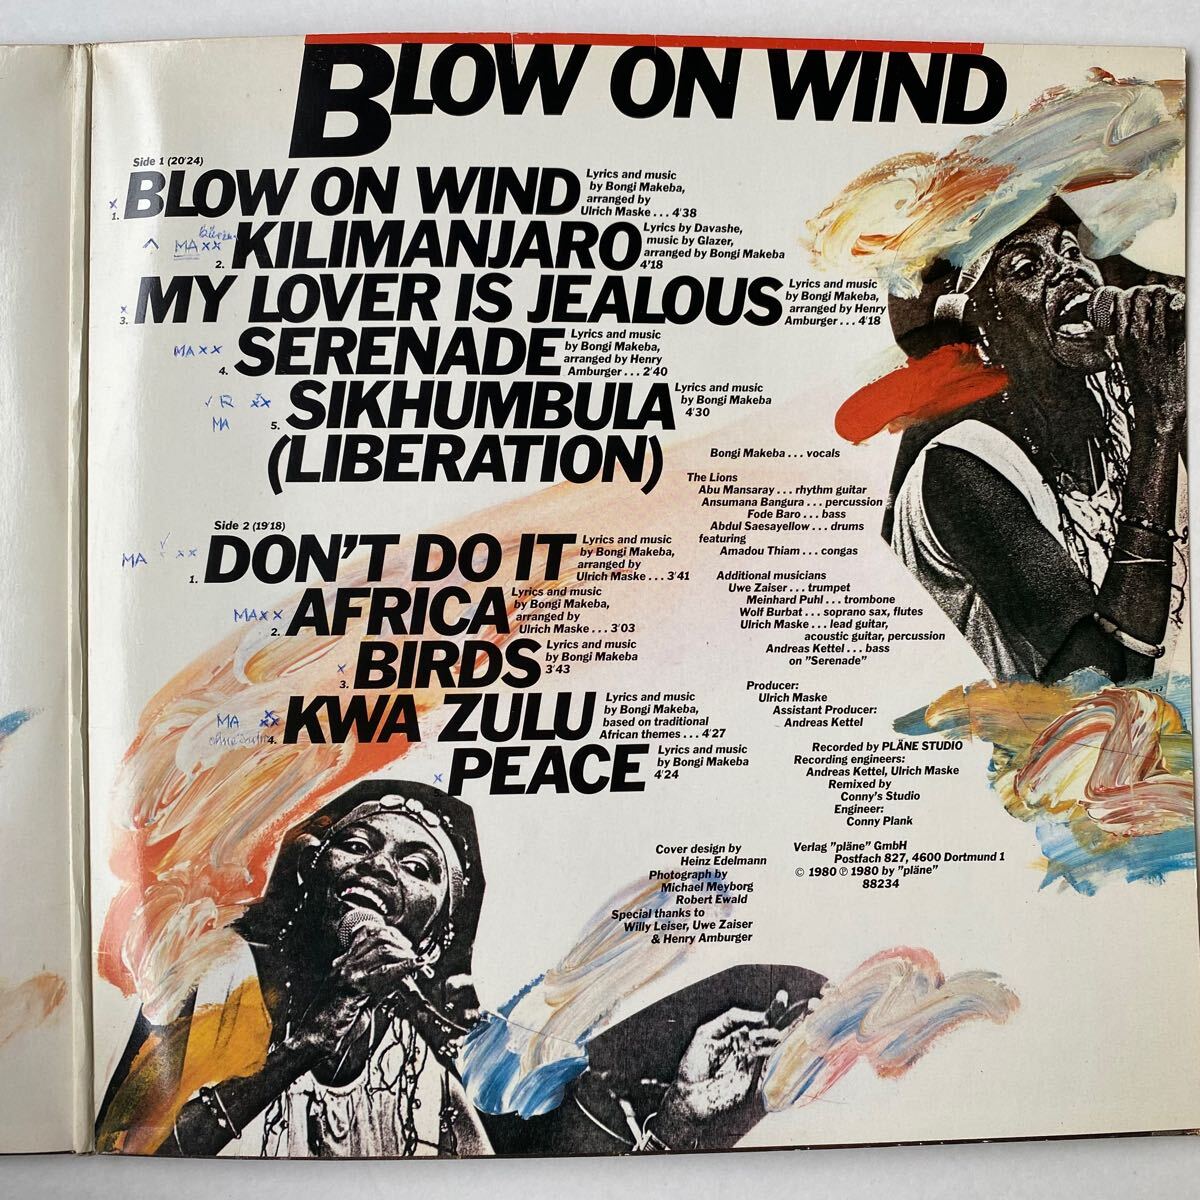 BLOW ON WIND
Side 1 (20'24)
x
1.
BLOW ON WIND
Lyrics and music
by Bongi Makeba,
arranged by
Ulrich Maske . . . 4'38
MA xx
2.
KILIMANJARO
Lyrics by Davashe,
music by Glazer,
arranged by Bongi Makeba
4'18
x
3.
MY LOVER IS JEALOUS
Lyrics and music
by Bongi Makeba,
arranged by Henry
Amburger . . . 4'18
MA xx
4.
SERENADE
Lyrics and music
by Bongi Makeba,
arranged by Henry
Amburger . . . 2'40
✓ R xx
MA
5.
SIKHUMBULA
(LIBERATION)
Lyrics and music
by Bongi Makeba
4'30
Bongi Makeba . . . vocals
The Lions
Abu Mansaray . . . rhythm guitar
Ansumana Bangura . . . percussion
Fode Baro . . . bass
Abdul Saesayellow . . . drums
featuring
Amadou Thiam . . . congas
Additional musicians
Uwe Zaiser . . . trumpet
Meinhard Puhl . . . trombone
Wolf Burbat . . . soprano sax, flutes
Ulrich Maske . . . lead guitar,
acoustic guitar, percussion
Andreas Kettel . . . bass
on "Serenade"
Side 2 (19'18)
MA ✓ xx
1.
DON'T DO IT
Lyrics and music
by Bongi Makeba,
arranged by
Ulrich Maske . . . 3'41
MA xx
2.
AFRICA
Lyrics and music
by Bongi Makeba,
arranged by
Ulrich Maske . . . 3'03
x
3.
BIRDS
Lyrics and music
by Bongi Makeba
3'43
MA xx
4.
KWA ZULU
Lyrics and music
by Bongi Makeba,
based on traditional
African themes . . . 4'27
x
PEACE
Lyrics and music
by Bongi Makeba
4'24
Producer:
Ulrich Maske
Assistant Producer:
Andreas Kettel
Recorded by PLÄNE STUDIO
Recording engineers:
Andreas Kettel, Ulrich Maske
Remixed by
Conny's Studio
Engineer:
Conny Plank
Cover design by
Heinz Edelmann
Photograph by
Michael Meyborg
Robert Ewald
Special thanks to
Willy Leiser, Uwe Zaiser
& Henry Amburger
Verlag "pläne" GmbH
Postfach 827, 4600 Dortmund 1
© 1980 ℗ 1980 by "pläne"
88234